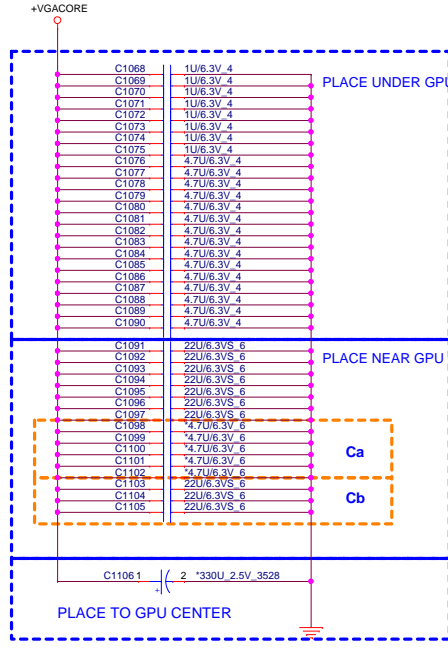 +VGACORE
C1068 1U/6.3V_4
PLACE UNDER GPU
C1069 1U/6.3V_4
C1070 1U/6.3V_4
C1071 1U/6.3V_4
C1072 1U/6.3V_4
C1073 1U/6.3V_4
C1074 1U/6.3V_4
C1075 1U/6.3V_4
C1076 4.7U/6.3V_4
C1077 4.7U/6.3V_4
C1078 4.7U/6.3V_4
C1079 4.7U/6.3V_4
C1080 4.7U/6.3V_4
C1081 4.7U/6.3V_4
C1082 4.7U/6.3V_4
C1083 4.7U/6.3V_4
C1084 4.7U/6.3V_4
C1085 4.7U/6.3V_4
C1086 4.7U/6.3V_4
C1087 4.7U/6.3V_4
C1088 4.7U/6.3V_4
C1089 4.7U/6.3V_4
C1090 4.7U/6.3V_4
C1091 22U/6.3VS_6
PLACE NEAR GPU
C1092 22U/6.3VS_6
C1093 22U/6.3VS_6
C1094 22U/6.3VS_6
C1095 22U/6.3VS_6
C1096 22U/6.3VS_6
C1097 22U/6.3VS_6
C1098 *4.7U/6.3V_6
C1099 *4.7U/6.3V_6
C1100 *4.7U/6.3V_6
Ca
C1101 *4.7U/6.3V_6
C1102 *4.7U/6.3V_6
C1103 22U/6.3VS_6
C1104 22U/6.3VS_6
Cb
C1105 22U/6.3VS_6
C1106 1 2 *330U_2.5V_3528
+
PLACE TO GPU CENTER